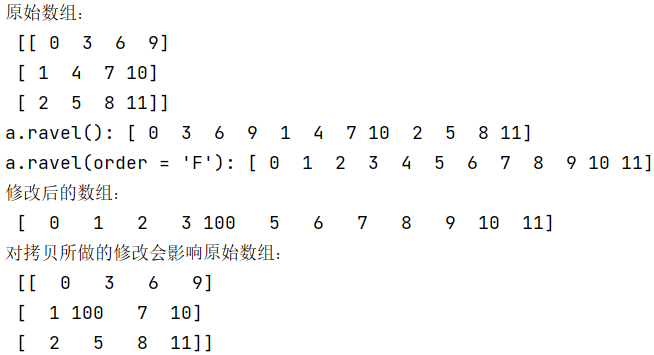 原始数组:
[[ 0  3  6  9]
[ 1  4  7 10]
[ 2  5  8 11]]
a.ravel(): [ 0  3  6  9  1  4  7 10  2  5  8 11]
a.ravel(order = 'F'): [ 0  1  2  3  4  5  6  7  8  9 10 11]
修改后的数组:
[  0   1   2   3 100   5   6   7   8   9  10  11]
对拷贝所做的修改会影响原始数组:
[[  0   3   6   9]
[  1 100   7  10]
[  2   5   8  11]]